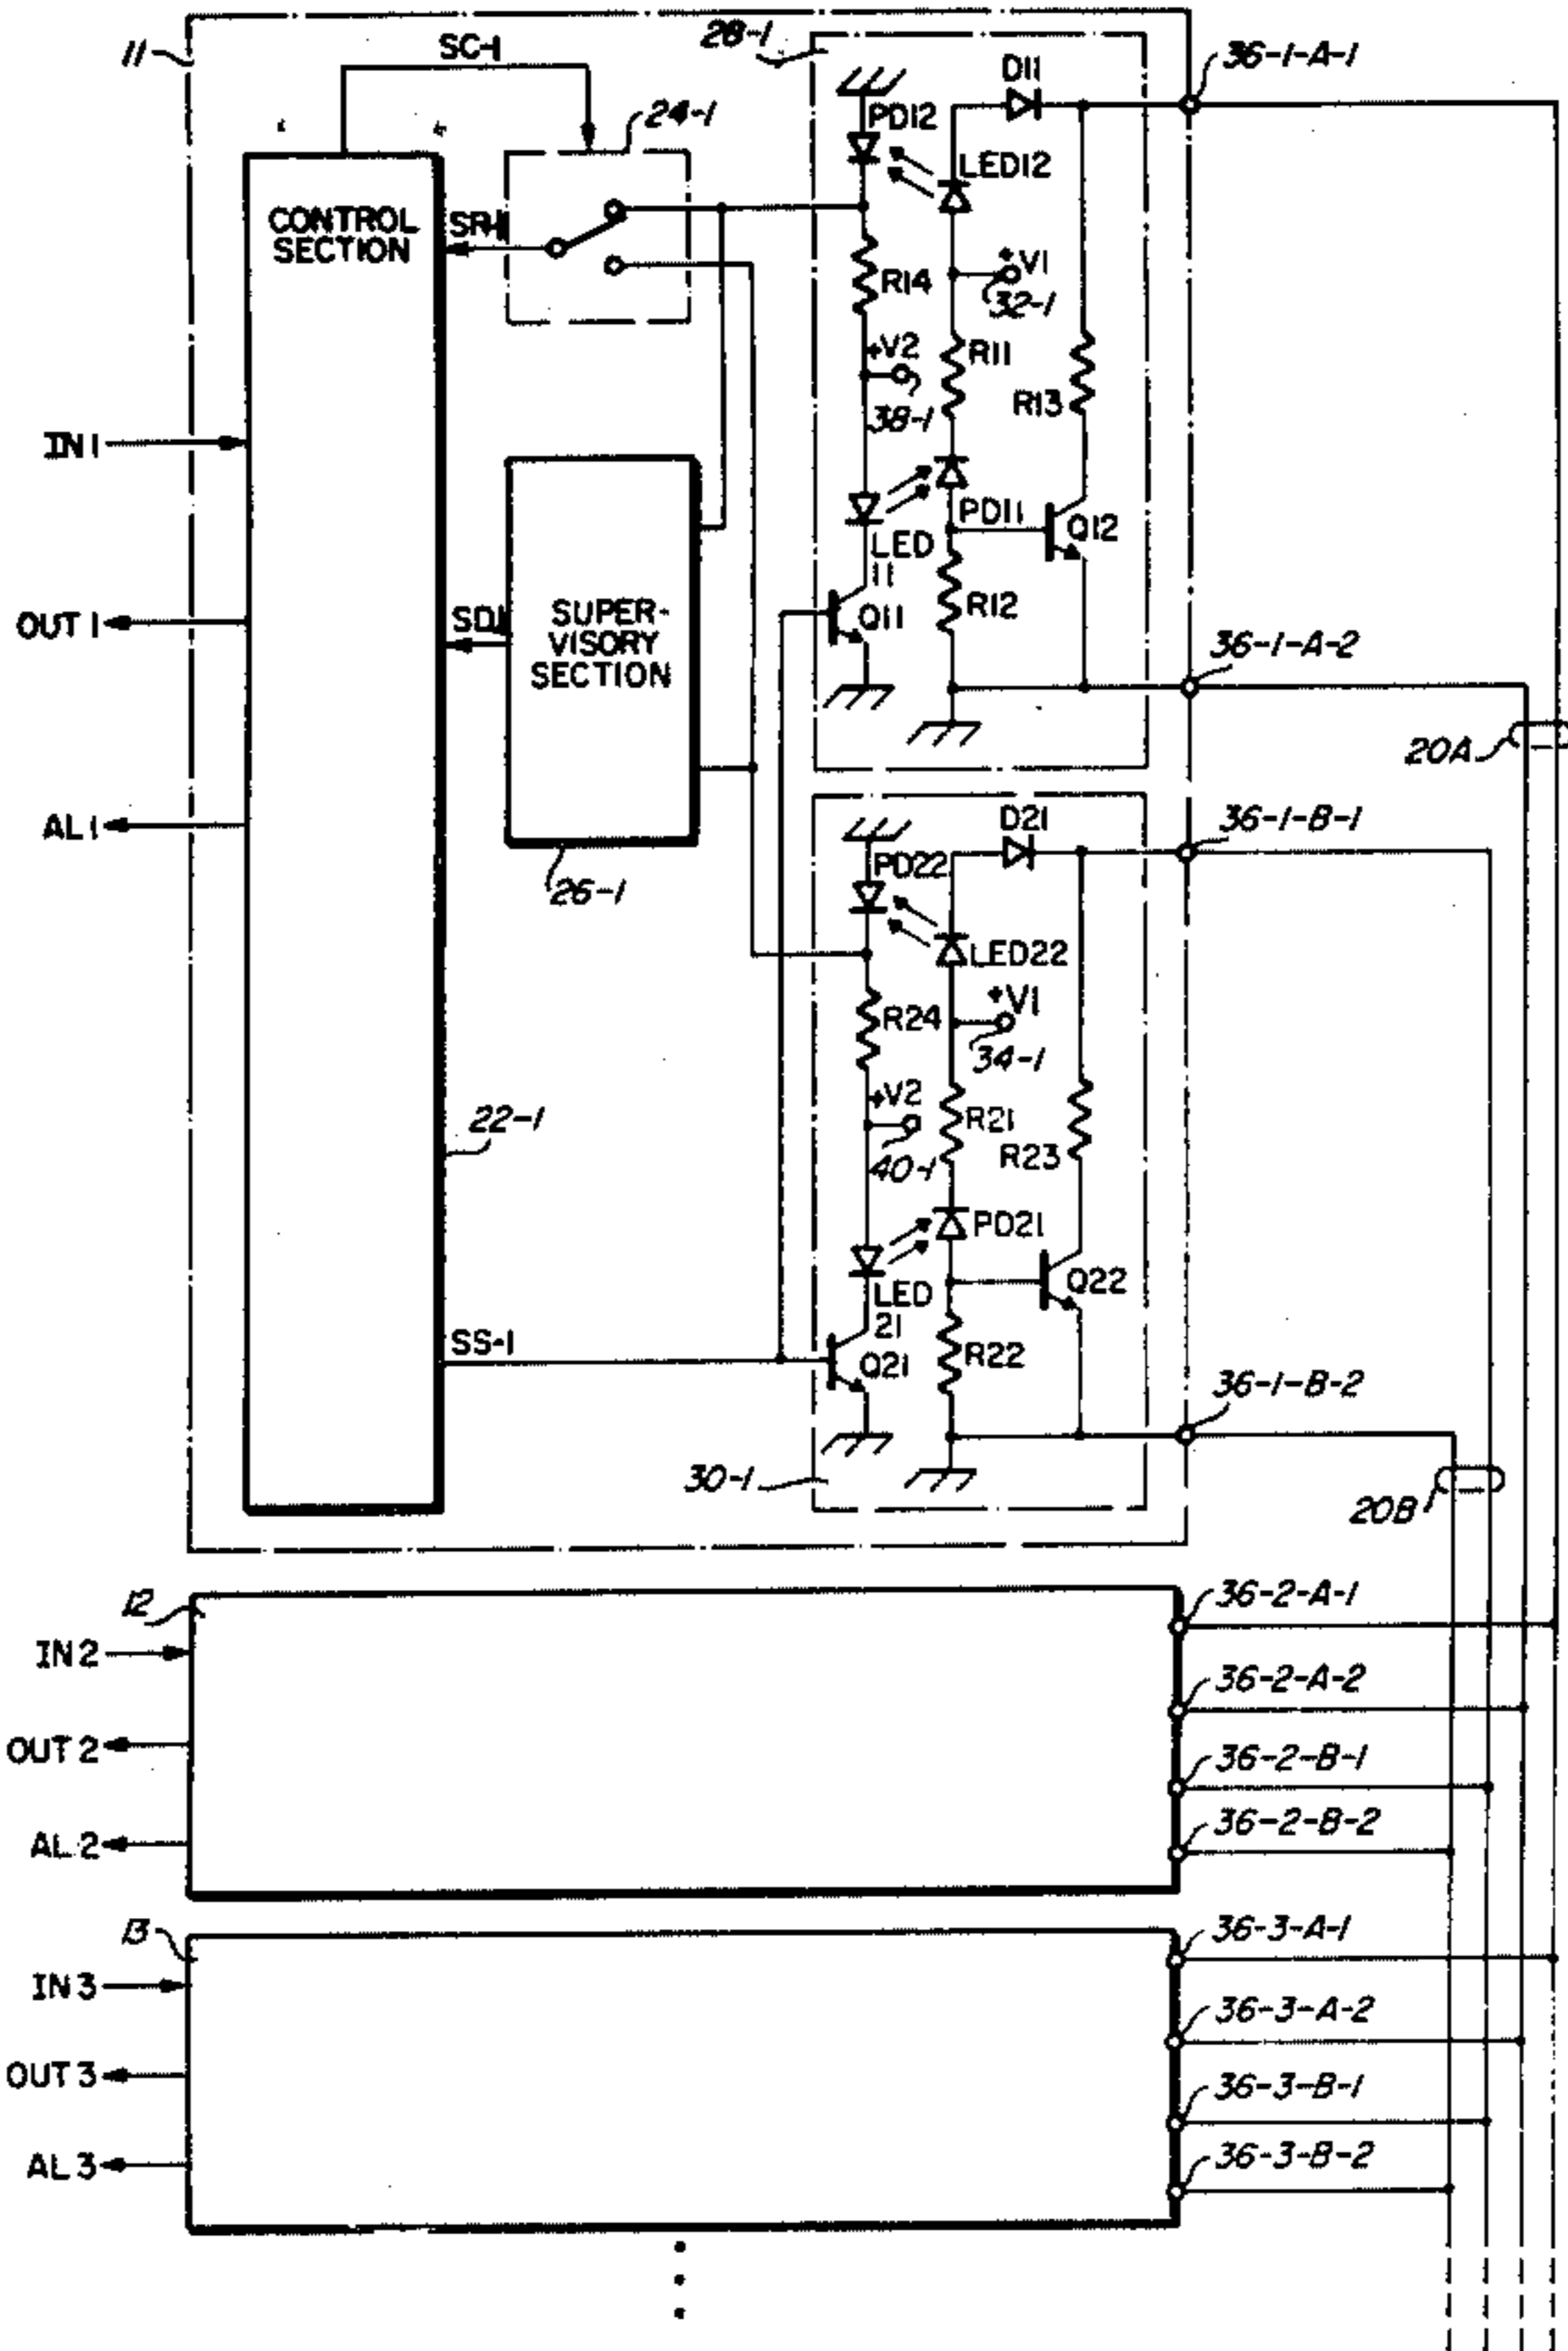 11
SC-1
28-1
D11
36-1-A-1
PD12
24-1
LED12
CONTROL
SECTION
SR-1
R14
+V1
32-1
+V2
R11
R13
38-1
IN1
PD11
Q12
LED
11
R12
Q11
OUT1
SD1
SUPER-
VISORY
SECTION
36-1-A-2
20A
AL1
D21
36-1-B-1
PD22
26-1
LED22
R24
+V1
34-1
+V2
R21
22-1
R23
40-1
PD21
LED
21
Q22
SS-1
R22
Q21
36-1-B-2
30-1
20B
12
36-2-A-1
IN2
36-2-A-2
OUT2
36-2-B-1
AL2
36-2-B-2
13
36-3-A-1
IN3
36-3-A-2
OUT3
36-3-B-1
AL3
36-3-B-2